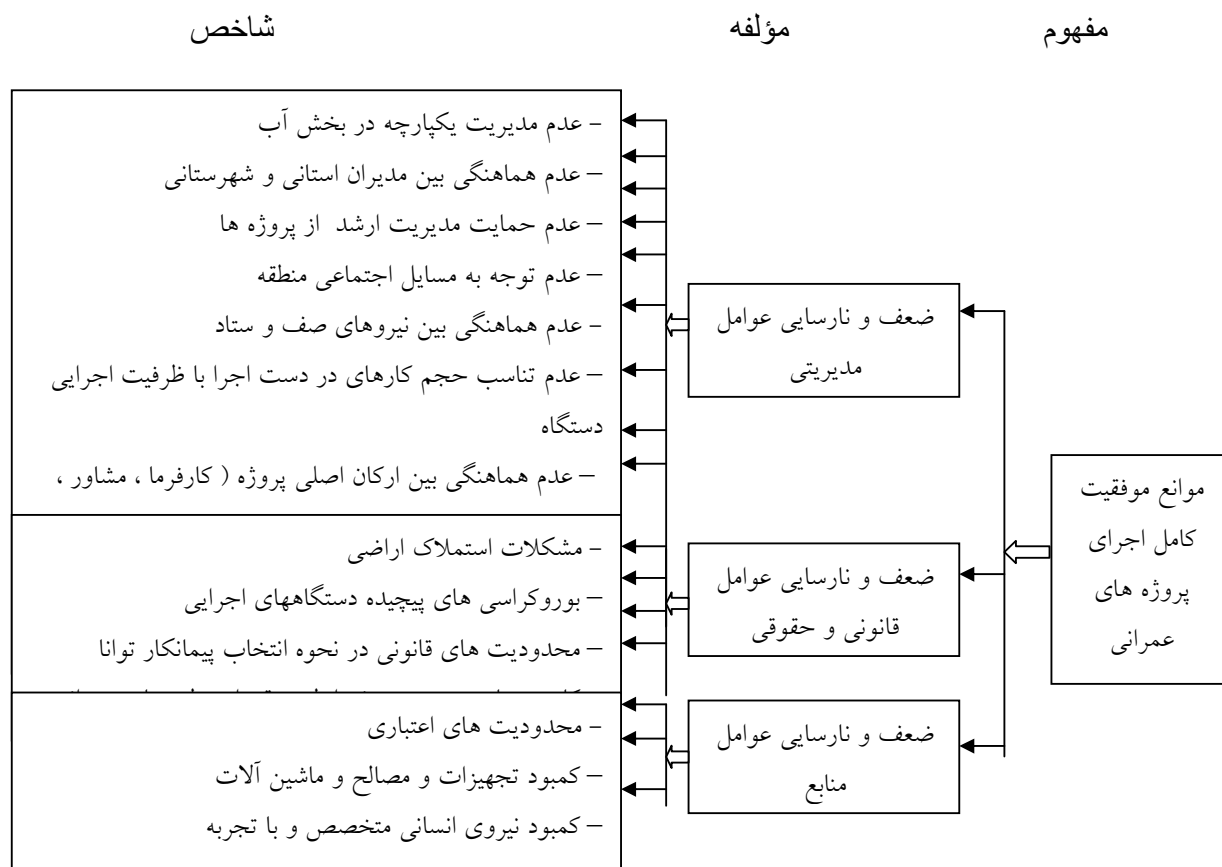 مفهوم
مؤلفه
شاخص
موانع موفقیت
کامل اجرای
پروژه های
عمرانی
ضعف و نارسایی عوامل
مدیریتی
– عدم مدیریت یکپارچه در بخش آب
– عدم هماهنگی بین مدیران استانی و شهرستانی
– عدم حمایت مدیریت ارشد از پروژه ها
– عدم توجه به مسایل اجتماعی منطقه
– عدم هماهنگی بین نیروهای صف و ستاد
– عدم تناسب حجم کارهای در دست اجرا با ظرفیت اجرایی
دستگاه
– عدم هماهنگی بین ارکان اصلی پروژه ( کارفرما ، مشاور ،
ضعف و نارسایی عوامل
قانونی و حقوقی
– مشکلات استملاک اراضی
– بوروکراسی های پیچیده دستگاههای اجرایی
– محدودیت های قانونی در نحوه انتخاب پیمانکار توانا
ضعف و نارسایی عوامل
منابع
– محدودیت های اعتباری
– کمبود تجهیزات و مصالح و ماشین آلات
– کمبود نیروی انسانی متخصص و با تجربه